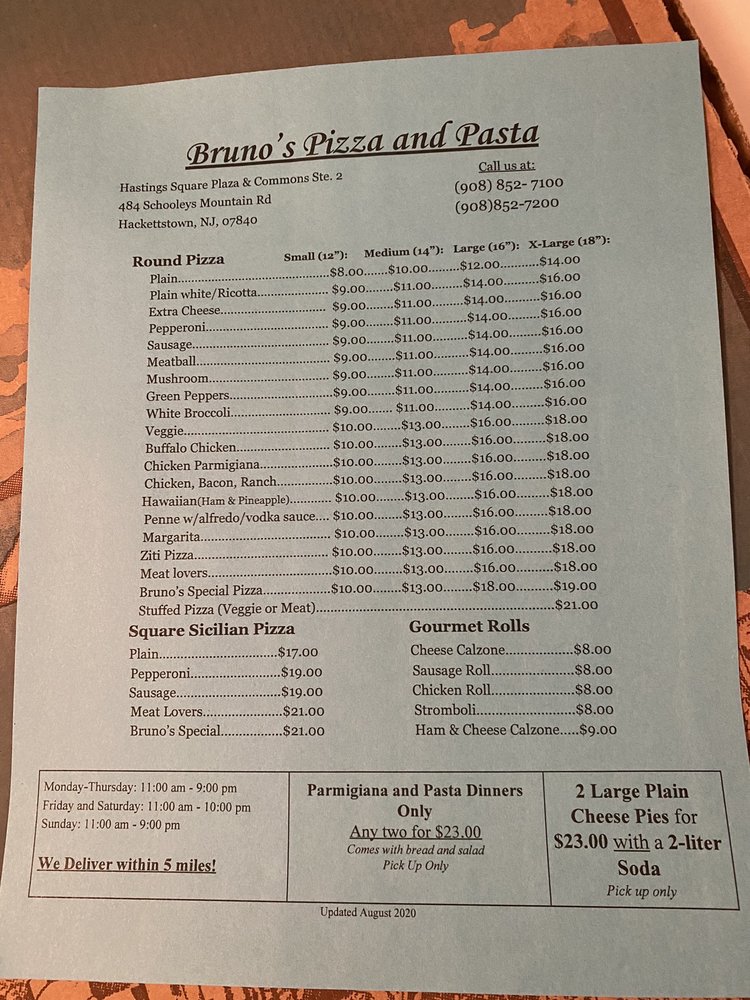 Bruno's Pizza and Pasta
Hastings Square Plaza & Commons Ste. 2
484 Schooleys Mountain Rd
Hackettstown, NJ, 07840
Call us at:
(908) 852- 7100
(908)852-7200
Round Pizza Small (12"): Medium (14"): Large (16"): X-Large (18"):
Plain.................................$8.00.......$10.00.........$12.00...........$14.00
Plain white/Ricotta.................. $9.00.......$11.00.........$14.00.........$16.00
Extra Cheese.......................... $9.00.......$11.00.........$14.00.........$16.00
Pepperoni.............................. $9.00.......$11.00.........$14.00.........$16.00
Sausage................................. $9.00.......$11.00.........$14.00.........$16.00
Meatball................................ $9.00.......$11.00.........$14.00.........$16.00
Mushroom............................. $9.00.......$11.00.........$14.00.........$16.00
Green Peppers.........................$9.00.......$11.00.........$14.00.........$16.00
White Broccoli........................ $9.00....... $11.00.........$14.00.........$16.00
Veggie................................... $10.00........$13.00.........$16.00.........$18.00
Buffalo Chicken....................... $10.00........$13.00.........$16.00.........$18.00
Chicken Parmigiana..................$10.00........$13.00.........$16.00.........$18.00
Chicken, Bacon, Ranch..............$10.00........$13.00.........$16.00.........$18.00
Hawaiian(Ham & Pineapple)............ $10.00........$13.00.........$16.00.........$18.00
Penne w/alfredo/vodka sauce.... $10.00........$13.00.........$16.00.........$18.00
Margarita............................... $10.00........$13.00.........$16.00.........$18.00
Ziti Pizza.................................$10.00........$13.00.........$16.00.........$18.00
Meat lovers..............................$10.00........$13.00........$16.00..........$18.00
Bruno's Special Pizza.................$10.00........$13.00........$18.00..........$19.00
Stuffed Pizza (Veggie or Meat)..........................................................$21.00
Square Sicilian Pizza
Plain..............................$17.00
Pepperoni.......................$19.00
Sausage..........................$19.00
Meat Lovers....................$21.00
Bruno's Special................$21.00
Gourmet Rolls
Cheese Calzone.................$8.00
Sausage Roll.....................$8.00
Chicken Roll.....................$8.00
Stromboli.........................$8.00
Ham & Cheese Calzone.....$9.00
Monday-Thursday: 11:00 am - 9:00 pm
Friday and Saturday: 11:00 am - 10:00 pm
Sunday: 11:00 am - 9:00 pm
We Deliver within 5 miles!
Parmigiana and Pasta Dinners
Only
Any two for $23.00
Comes with bread and salad
Pick Up Only
2 Large Plain
Cheese Pies for
$23.00 with a 2-liter
Soda
Pick up only
Updated August 2020